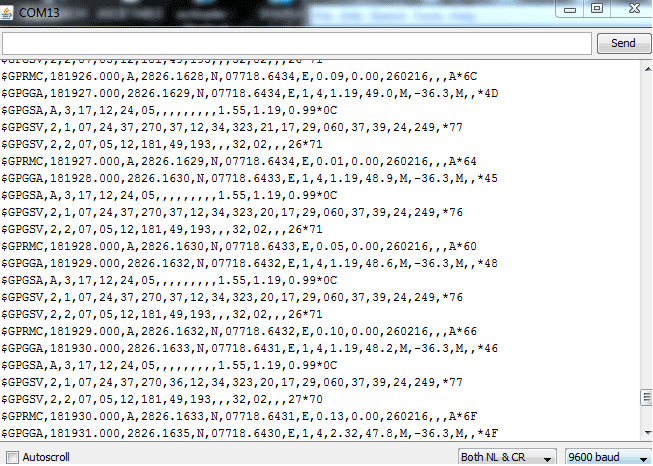 COM13
Send
$GPGSV,2,2,07,05,12,181,49,193,,,32,02,,,26*71
$GPRMC,181926.000,A,2826.1628,N,07718.6434,E,0.09,0.00,260216,,,A*6C
$GPGGA,181927.000,2826.1629,N,07718.6434,E,1,4,1.19,49.0,M,-36.3,M,,*4D
$GPGSA,A,3,17,12,24,05,,,,,,,,,1.55,1.19,0.99*0C
$GPGSV,2,1,07,24,37,270,37,12,34,323,21,17,29,060,37,39,24,249,*77
$GPGSV,2,2,07,05,12,181,49,193,,,32,02,,,26*71
$GPRMC,181927.000,A,2826.1629,N,07718.6434,E,0.01,0.00,260216,,,A*64
$GPGGA,181928.000,2826.1630,N,07718.6433,E,1,4,1.19,48.9,M,-36.3,M,,*45
$GPGSA,A,3,17,12,24,05,,,,,,,,,1.55,1.19,0.99*0C
$GPGSV,2,1,07,24,37,270,37,12,34,323,20,17,29,060,37,39,24,249,*76
$GPGSV,2,2,07,05,12,181,49,193,,,32,02,,,26*71
$GPRMC,181928.000,A,2826.1630,N,07718.6433,E,0.05,0.00,260216,,,A*60
$GPGGA,181929.000,2826.1632,N,07718.6432,E,1,4,1.19,48.6,M,-36.3,M,,*48
$GPGSA,A,3,17,12,24,05,,,,,,,,,1.55,1.19,0.99*0C
$GPGSV,2,1,07,24,37,270,37,12,34,323,20,17,29,060,37,39,24,249,*76
$GPGSV,2,2,07,05,12,181,49,193,,,32,02,,,26*71
$GPRMC,181929.000,A,2826.1632,N,07718.6432,E,0.10,0.00,260216,,,A*66
$GPGGA,181930.000,2826.1633,N,07718.6431,E,1,4,1.19,48.2,M,-36.3,M,,*46
$GPGSA,A,3,17,12,24,05,,,,,,,,,1.55,1.19,0.99*0C
$GPGSV,2,1,07,24,37,270,36,12,34,323,20,17,29,060,37,39,24,249,*77
$GPGSV,2,2,07,05,12,181,49,193,,,32,02,,,27*70
$GPRMC,181930.000,A,2826.1633,N,07718.6431,E,0.13,0.00,260216,,,A*6F
$GPGGA,181931.000,2826.1635,N,07718.6430,E,1,4,2.32,47.8,M,-36.3,M,,*4F
Autoscroll
Both NL & CR
9600 baud